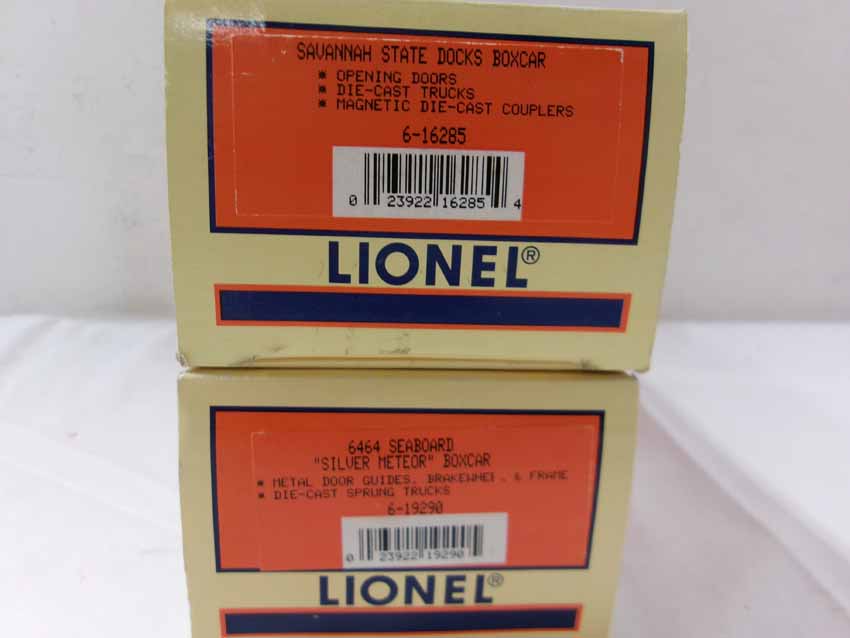 SAVANNAH STATE DOCKS BOXCAR
* OPENING DOORS
* DIE-CAST TRUCKS
* MAGNETIC DIE-CAST COUPLERS
6-16285
0 23922 16285 4
LIONEL®
6464 SEABOARD
"SILVER METEOR" BOXCAR
* METAL DOOR GUIDES, & FRAME
* DIE-CAST SPRUNG TRUCKS
6-19290
0 23922 19290
LIONEL®